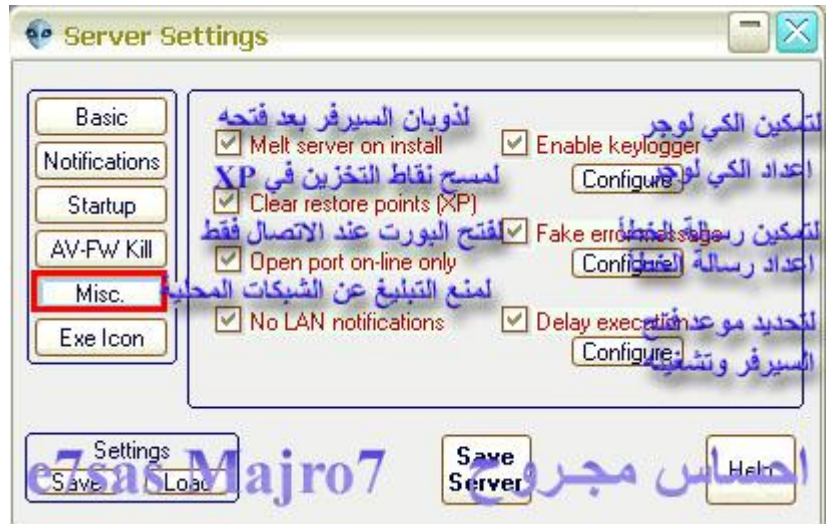 Server Settings
Basic
Notifications
Startup
AV-FW Kill
Misc.
Exe Icon
لذوبان السيرفر بعد فتحه
Melt server on install
لمسح نقاط التخزين في XP
Clear restore points (XP)
لفتح البورت عند الاتصال فقط
Open port on-line only
لمنع التبليغ عن الشبكات المحلية
No LAN notifications
لتمكين الكي لوجر
Enable keylogger
اعداد الكي لوجر
Configure
لتمكين رسالة الخطأ
Fake error message
اعداد رسالة الخطأ
Configure
لتحديد موعد فتح
Delay execution
السيرفر وتشغيله
Configure
Settings
Save Load
Save
Server
Help
e7sas Majro7
احساس مجروح